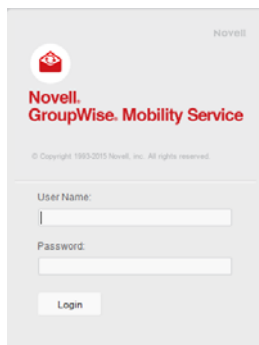 Novell
Novell.
GroupWise. Mobility Service
© Copyright 1993-2015 Novell, inc. All rights reserved.
User Name:
Password:
Login